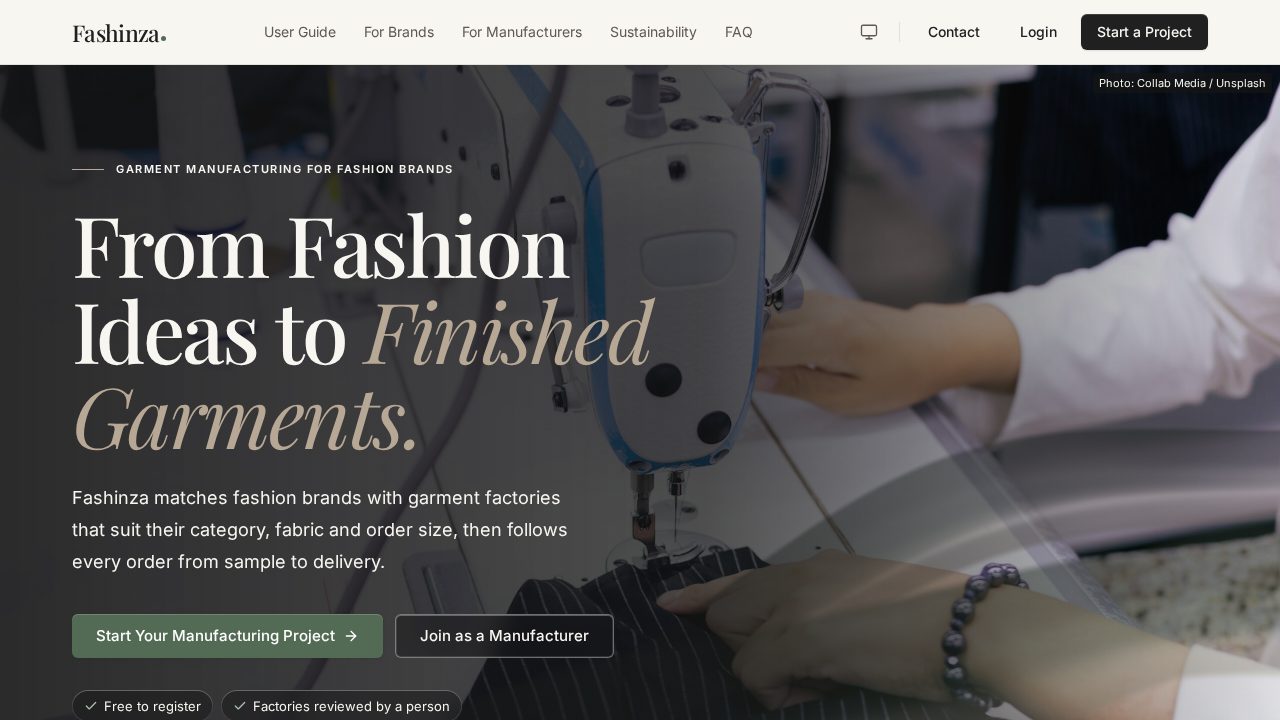 Fashinza.
User Guide
For Brands
For Manufacturers
Sustainability
FAQ
Contact
Login
Start a Project
Photo: Collab Media / Unsplash
GARMENT MANUFACTURING FOR FASHION BRANDS
From Fashion
Ideas to Finished
Garments.
Fashinza matches fashion brands with garment factories
that suit their category, fabric and order size, then follows
every order from sample to delivery.
Start Your Manufacturing Project →
Join as a Manufacturer
✓ Free to register
✓ Factories reviewed by a person